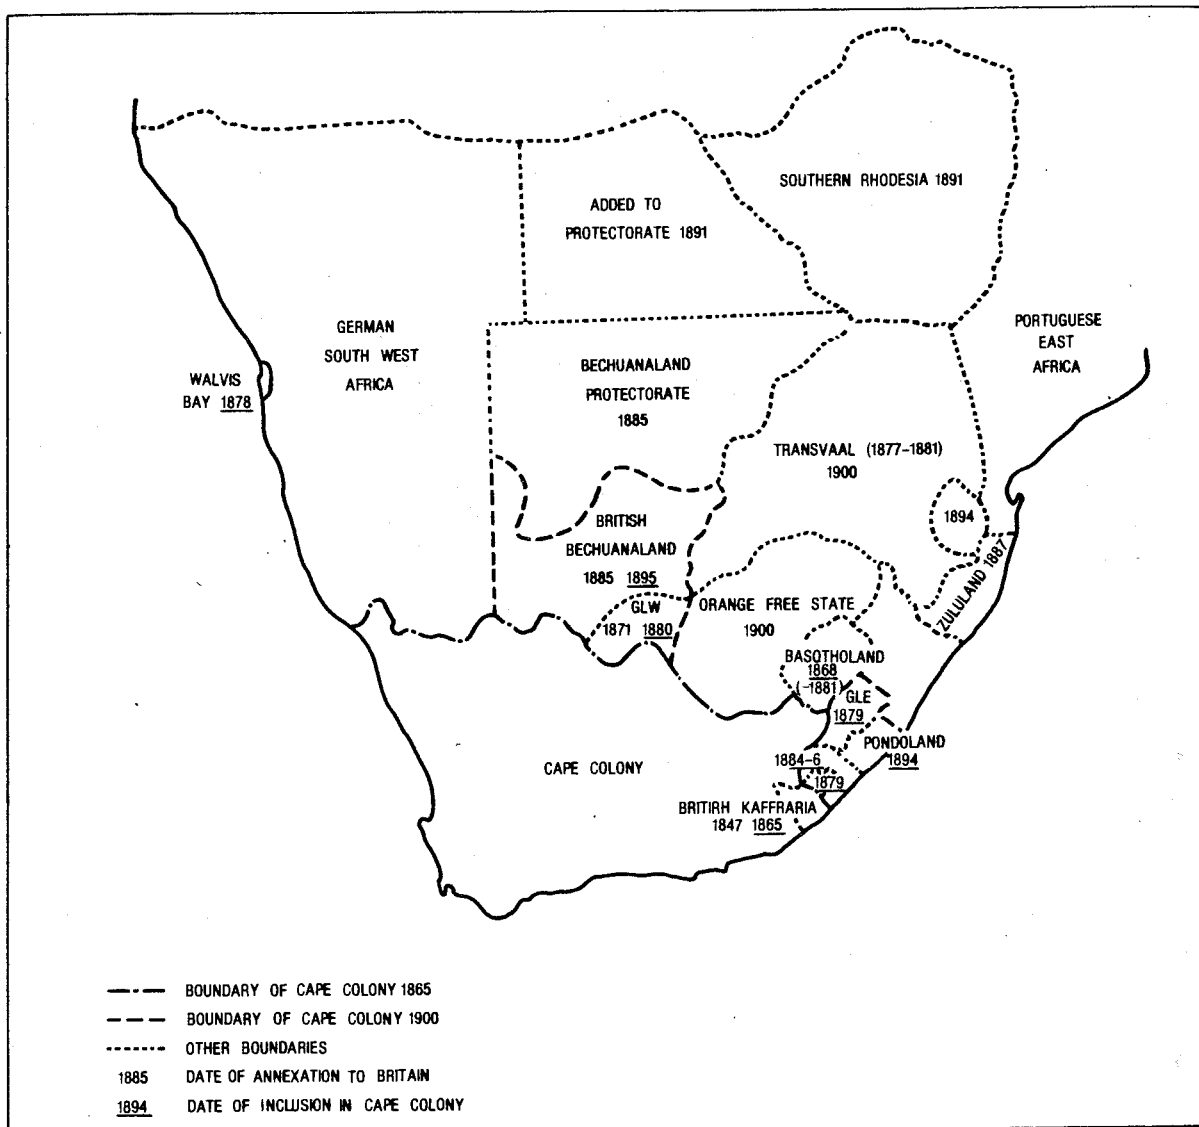 SOUTHERN RHODESIA 1891
ADDED TO
PROTECTORATE 1891
GERMAN
SOUTH WEST
AFRICA
PORTUGUESE
EAST
AFRICA
WALVIS
BAY 1878
BECHUANALAND
PROTECTORATE
1885
TRANSVAAL (1877-1881)
1900
1894
BRITISH
BECHUANALAND
1885 1895
ZULULAND 1887
GLW
1871 1880
ORANGE FREE STATE
1900
BASOTHOLAND
1868
(-1881)
GLE
1879
PONDOLAND
1894
1884-6
1879
CAPE COLONY
BRITIRH KAFFRARIA
1847 1865
BOUNDARY OF CAPE COLONY 1865
BOUNDARY OF CAPE COLONY 1900
OTHER BOUNDARIES
1885 DATE OF ANNEXATION TO BRITAIN
1894 DATE OF INCLUSION IN CAPE COLONY